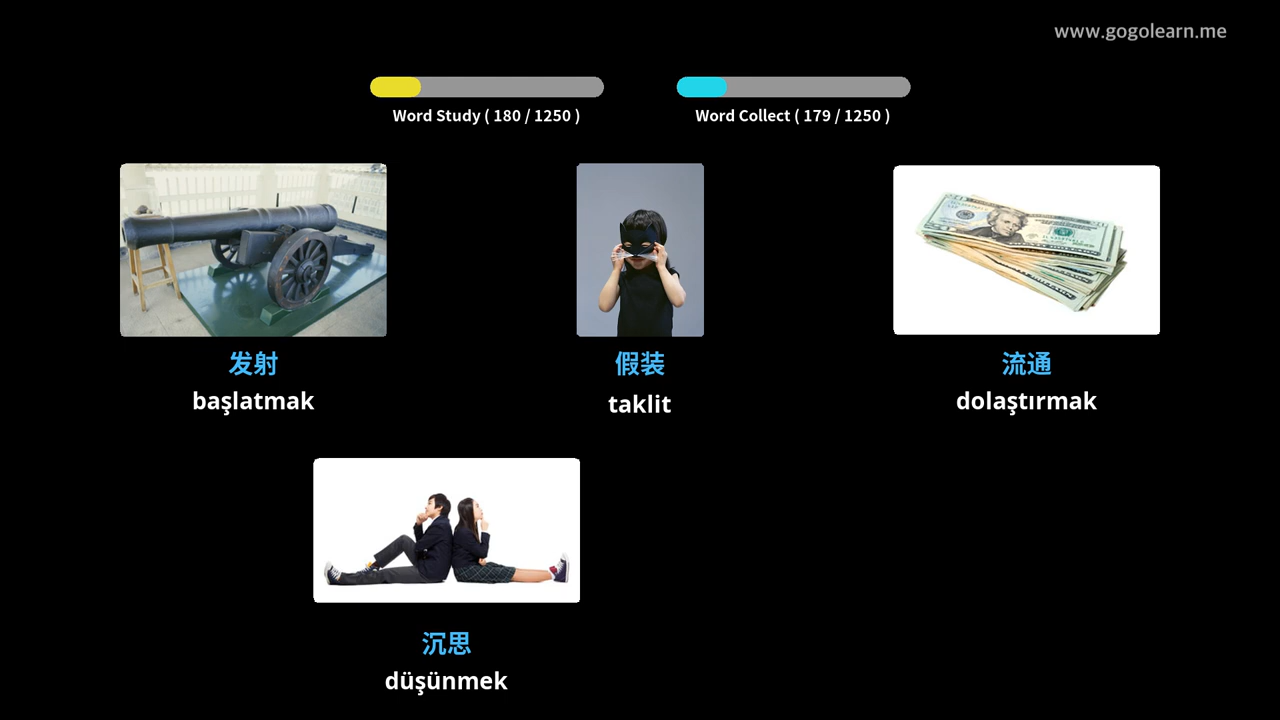 www.gogolearn.me
Word Study ( 180 / 1250 )
Word Collect ( 179 / 1250 )
发射
başlatmak
假装
taklit
流通
dolaştırmak
沉思
düşünmek